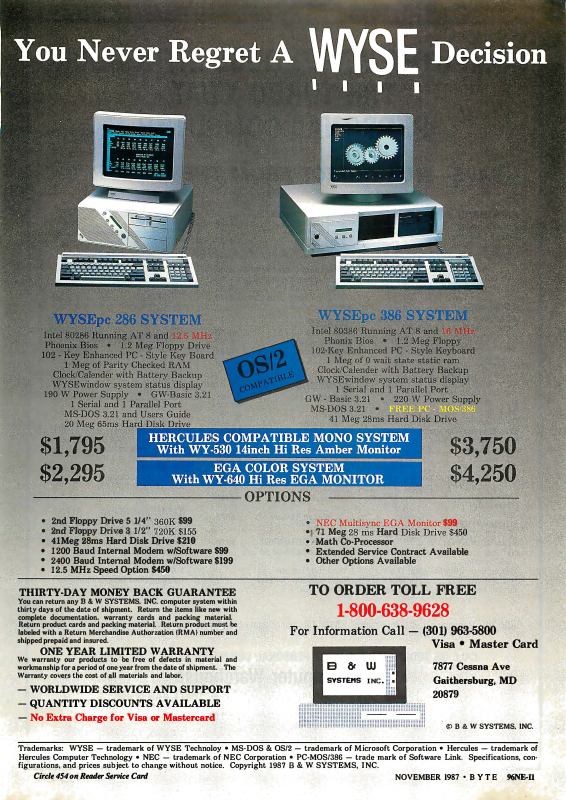 You Never Regret A WYSE Decision
WYSEpc 286 SYSTEM
Intel 80286 Running AT 8 and 12.5 MHz
Phoenix Bios • 1.2 Meg Floppy Drive
102 - Key Enhanced PC - Style Key Board
1 Meg of Parity Checked RAM
Clock/Calender with Battery Backup
WYSEwindow system status display
190 W Power Supply • GW-Basic 3.21
1 Serial and 1 Parallel Port
MS-DOS 3.21 and Users Guide
20 Meg 65ms Hard Disk Drive
OS/2
COMPATIBLE
WYSEpc 386 SYSTEM
Intel 80386 Running AT 8 and 16 MHz
Phoenix Bios • 1.2 Meg Floppy
102-Key Enhanced PC - Style Keyboard
1 Meg of 0 wait state static ram
Clock/Calender with Battery Backup
WYSEwindow system status display
1 Serial and 1 Parallel Port
GW - Basic 3.21 • 220 W Power Supply
MS-DOS 3.21 • FREE PC - MOS/386
41 Meg 28ms Hard Disk Drive
$1,795
HERCULES COMPATIBLE MONO SYSTEM
With WY-530 14inch Hi Res Amber Monitor
$3,750
$2,295
EGA COLOR SYSTEM
With WY-640 Hi Res EGA MONITOR
$4,250
OPTIONS
• 2nd Floppy Drive 5 1/4" 360K $99
• 2nd Floppy Drive 3 1/2" 720K $155
• 41Meg 28ms Hard Disk Drive $210
• 1200 Baud Internal Modem w/Software $99
• 2400 Baud Internal Modem w/Software $199
• 12.5 MHz Speed Option $450
• NEC Multisync EGA Monitor $99
• 71 Meg 28 ms Hard Disk Drive $450
• Math Co-Processor
• Extended Service Contract Available
• Other Options Available
THIRTY-DAY MONEY BACK GUARANTEE
You can return any B & W SYSTEMS, INC. computer system within
thirty days of the date of shipment. Return the items like new with
complete documentation, warranty cards and packing material.
Return product cards and packing material. Return product must be
labeled with a Return Merchandise Authorzation (RMA) number and
shipped prepaid and insured.
ONE YEAR LIMITED WARRANTY
We warranty our products to be free of defects in material and
workmanship for a period of one year from the date of shipment. The
Warranty covers the cost of all materials and labor.
— WORLDWIDE SERVICE AND SUPPORT
— QUANTITY DISCOUNTS AVAILABLE
— No Extra Charge for Visa or Mastercard
TO ORDER TOLL FREE
1-800-638-9628
For Information Call — (301) 963-5800
Visa • Master Card
B & W
SYSTEMS INC.
7877 Cessna Ave
Gaithersburg, MD
20879
© B & W SYSTEMS, INC.
Trademarks: WYSE — trademark of WYSE Technoloy • MS-DOS & OS/2 — trademark of Microsoft Corporation • Hercules — trademark of
Hercules Computer Technology • NEC — trademark of NEC Corporation • PC-MOS/386 — trade mark of Software Link. Specifications, con-
figurations, and prices subject to change without notice. Copyright 1987 B & W SYSTEMS, INC.
Circle 454 on Reader Service Card
NOVEMBER 1987 • B Y T E 96NE-11